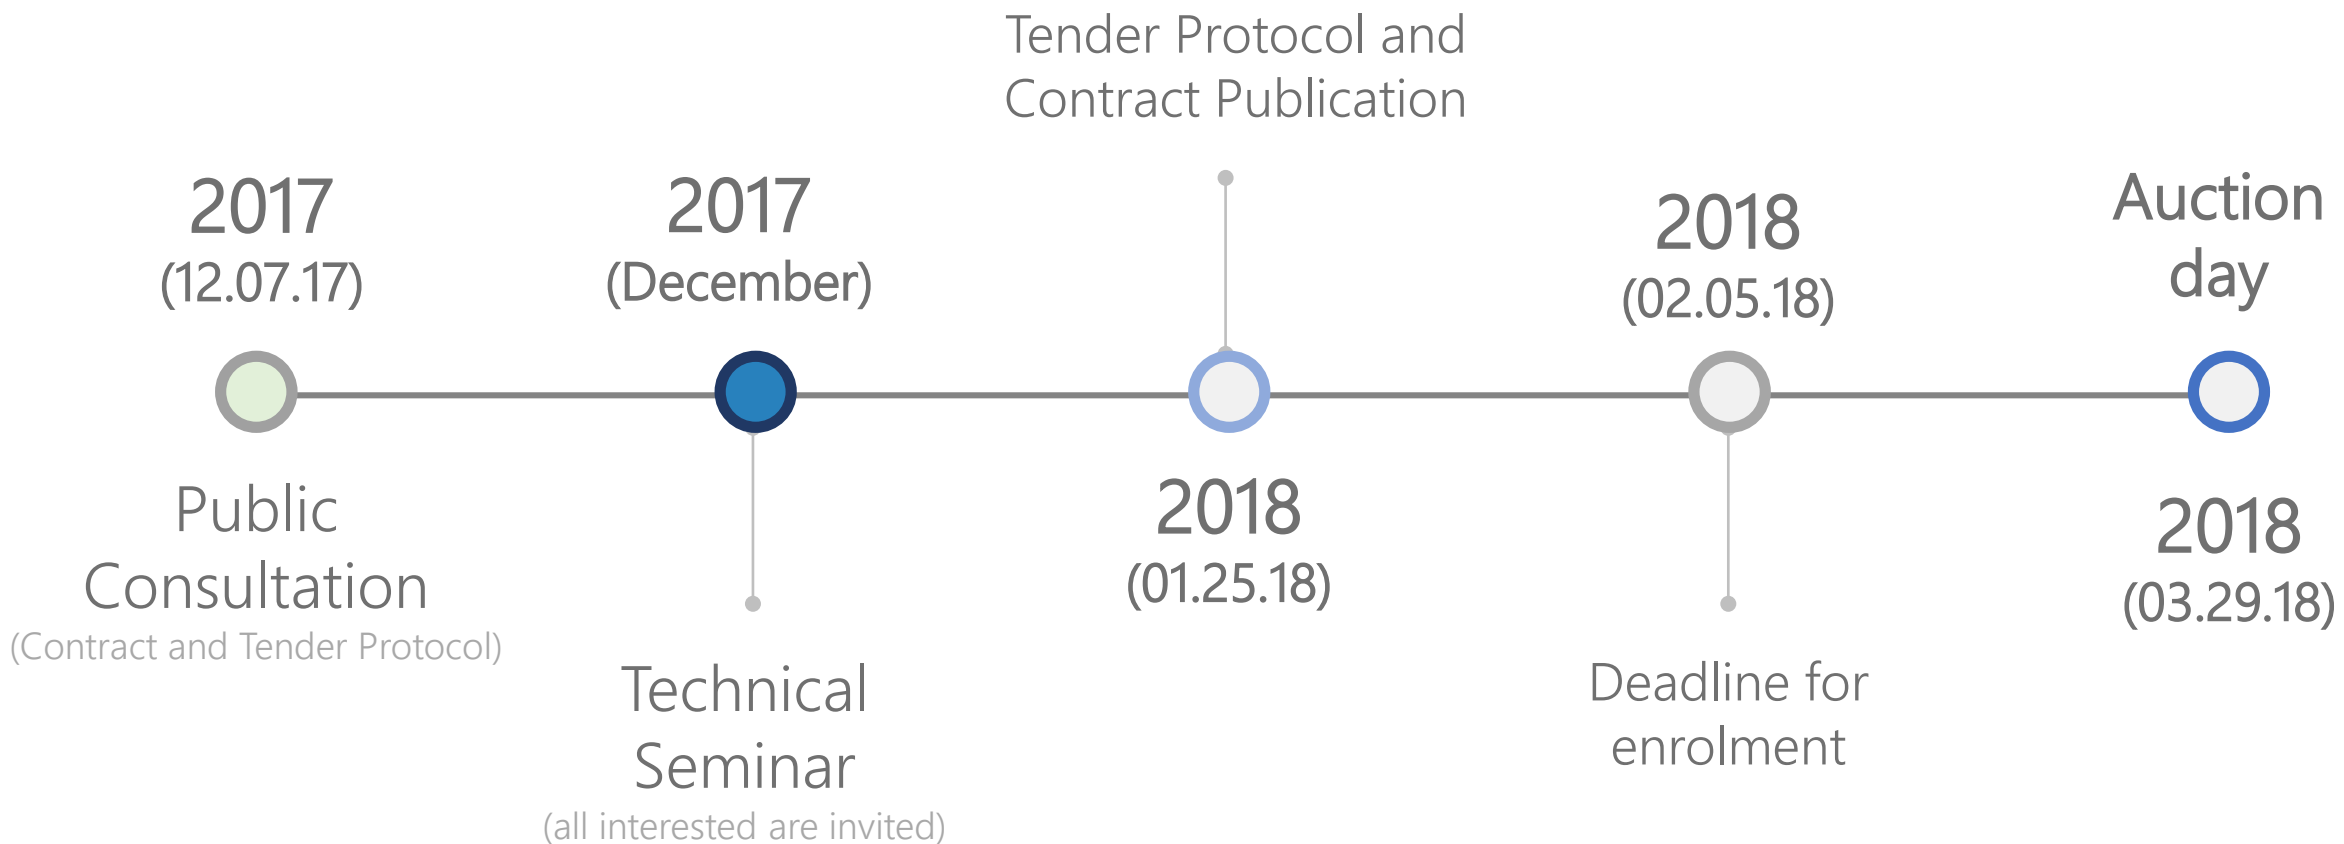 2017
(12.07.17)
Public
Consultation
(Contract and Tender Protocol)
2017
(December)
Technical
Seminar
(all interested are invited)
Tender Protocol and
Contract Publication
2018
(01.25.18)
2018
(02.05.18)
Deadline for
enrolment
Auction
day
2018
(03.29.18)